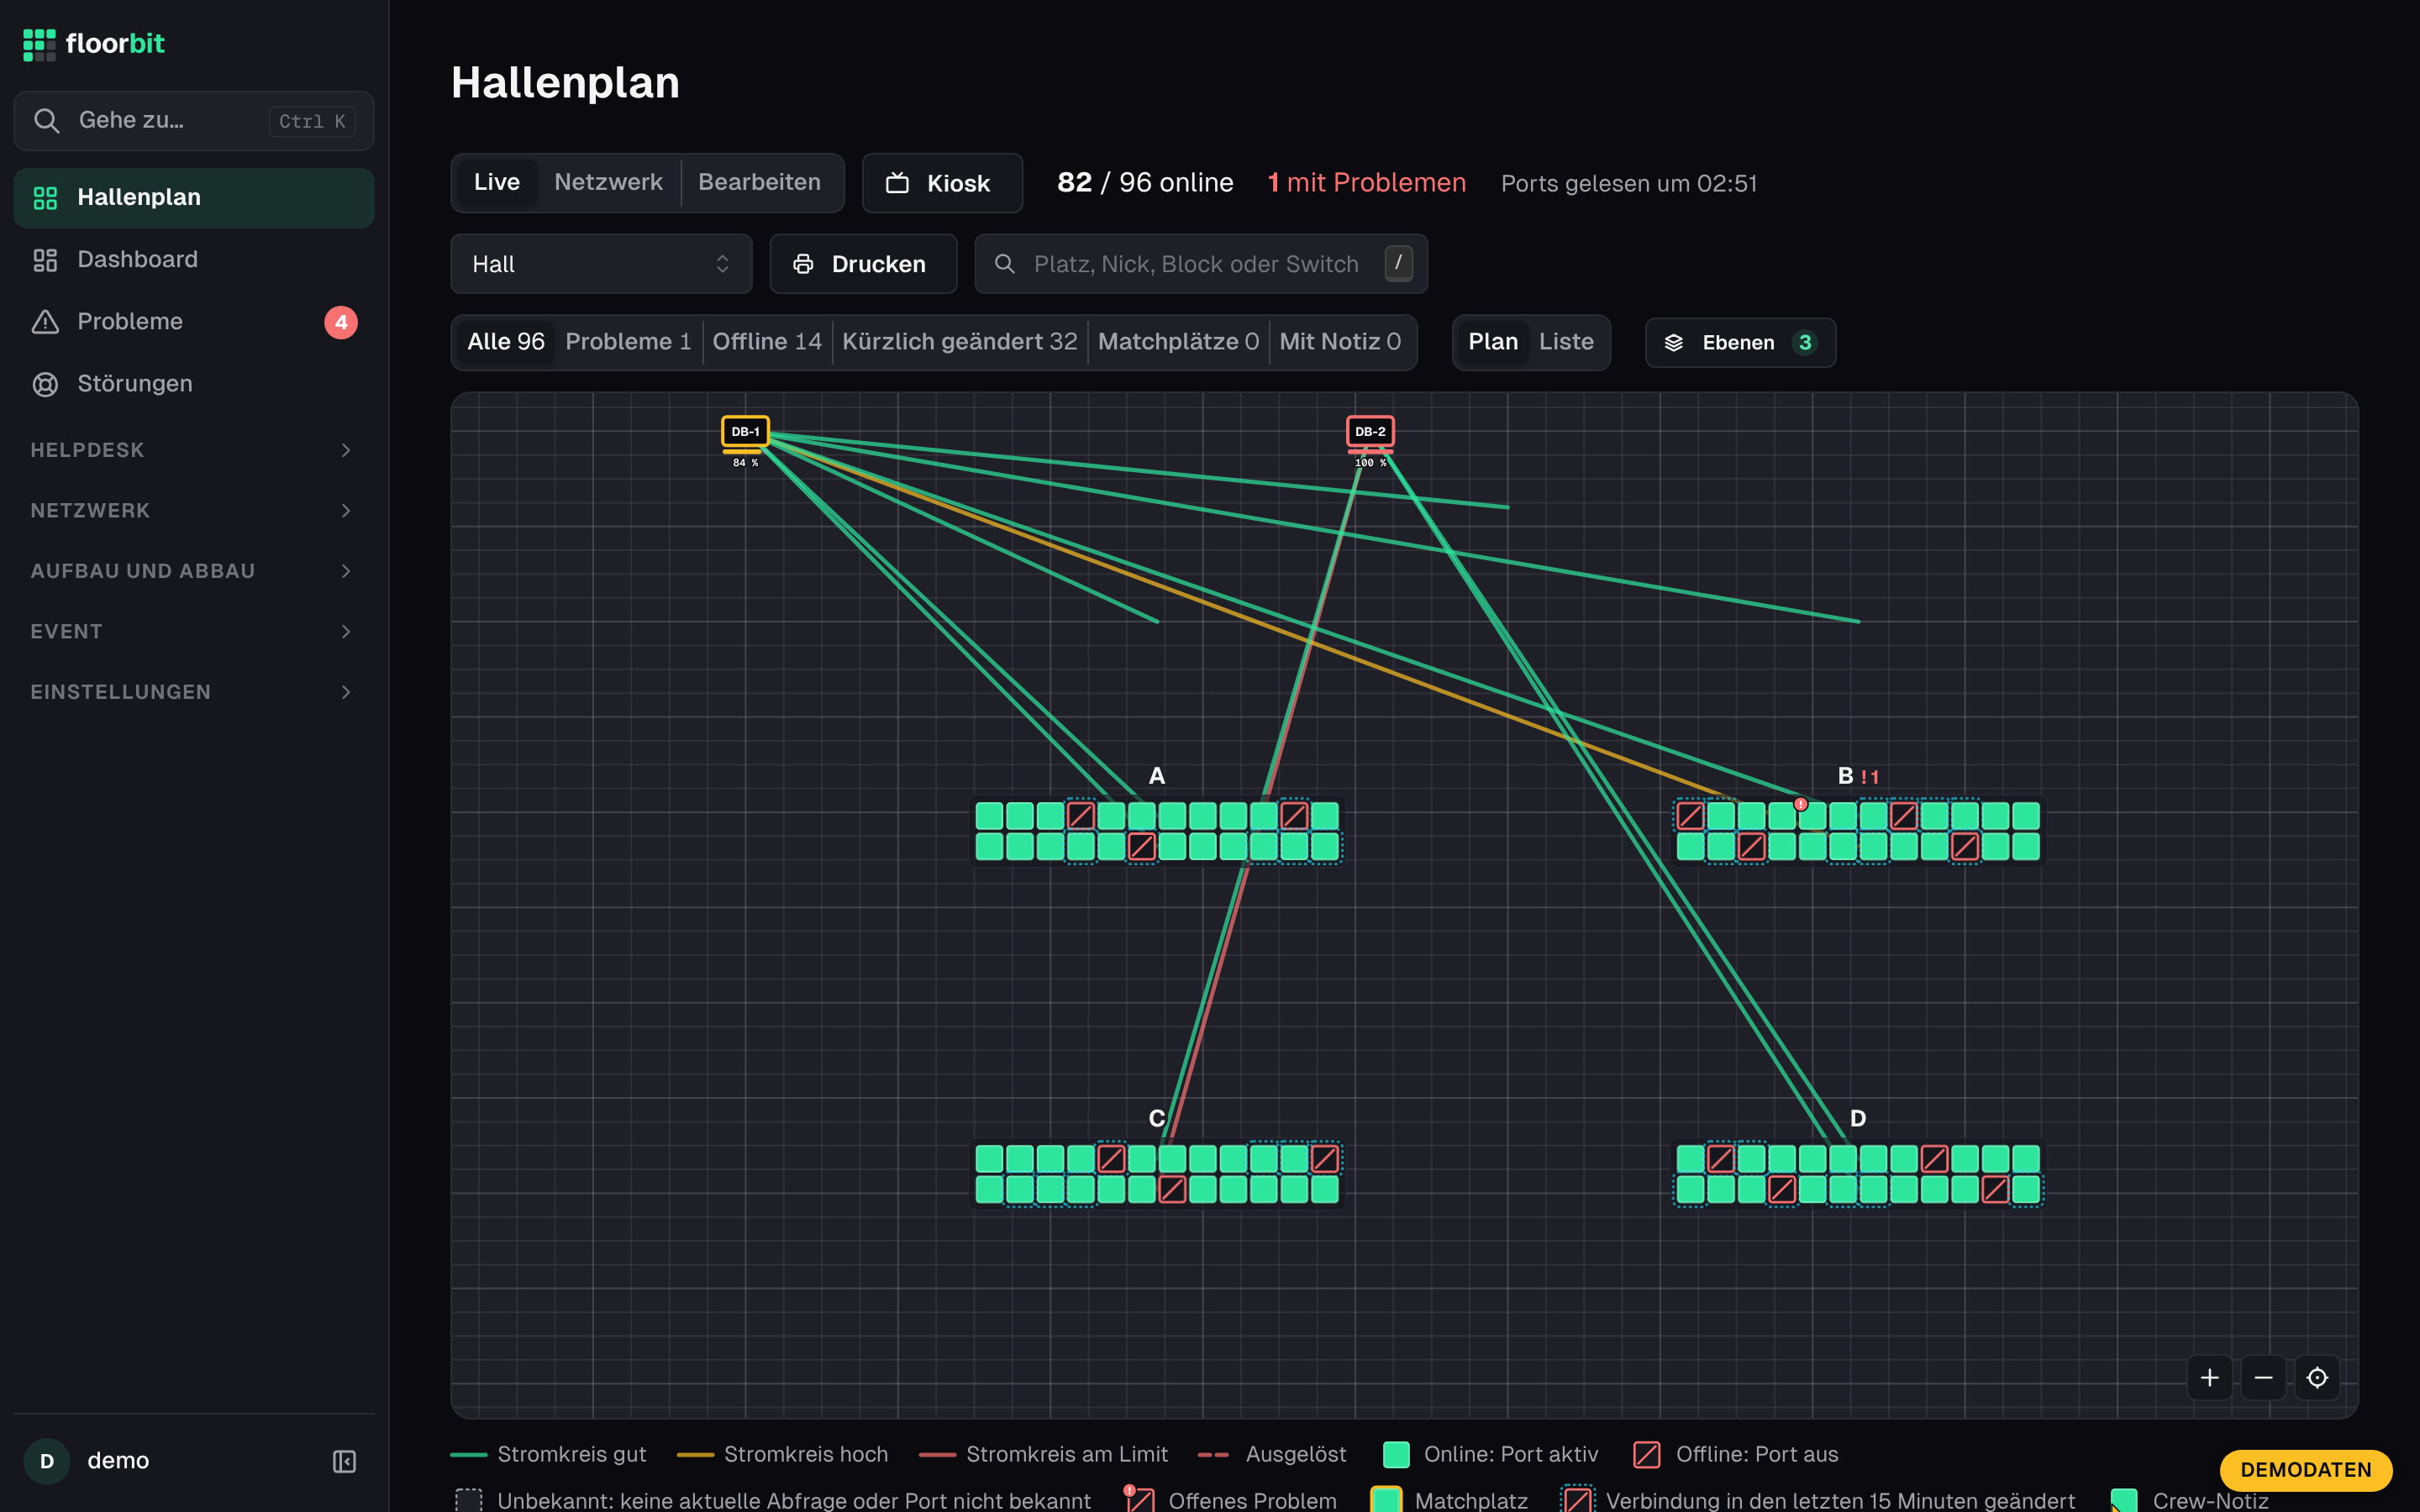 floorbit
Gehe zu... Ctrl K
Hallenplan
Dashboard
Probleme 4
Störungen
HELPDESK
NETZWERK
AUFBAU UND ABBAU
EVENT
EINSTELLUNGEN
D demo
Hallenplan
Live Netzwerk Bearbeiten Kiosk 82 / 96 online 1 mit Problemen Ports gelesen um 02:51
Hall Drucken Platz, Nick, Block oder Switch /
Alle 96 Probleme 1 Offline 14 Kürzlich geändert 32 Matchplätze 0 Mit Notiz 0 Plan Liste Ebenen 3
DB-1 DB-2
84 % 100 %
A B !1
C D
Stromkreis gut Stromkreis hoch Stromkreis am Limit Ausgelöst Online: Port aktiv Offline: Port aus
DEMODATEN
Unbekannt: keine aktuelle Abfrage oder Port nicht bekannt Offenes Problem Matchplatz Verbindung in den letzten 15 Minuten geändert Crew-Notiz